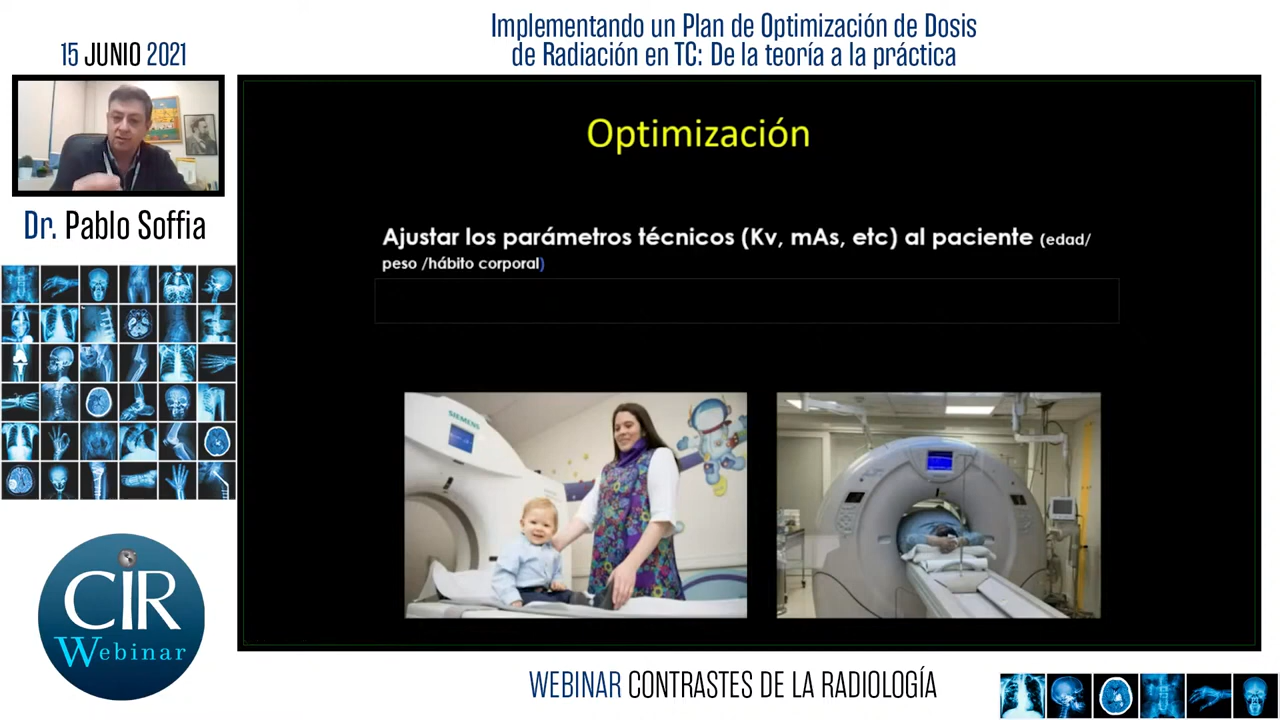 15 JUNIO 2021
Implementando un Plan de Optimización de Dosis
de Radiación en TC: De la teoría a la práctica
Dr. Pablo Soffia
Optimización
Ajustar los parámetros técnicos (Kv, mAs, etc) al paciente (edad/
peso /hábito corporal)
SIEMENS
CIR
Webinar
WEBINAR CONTRASTES DE LA RADIOLOGÍA